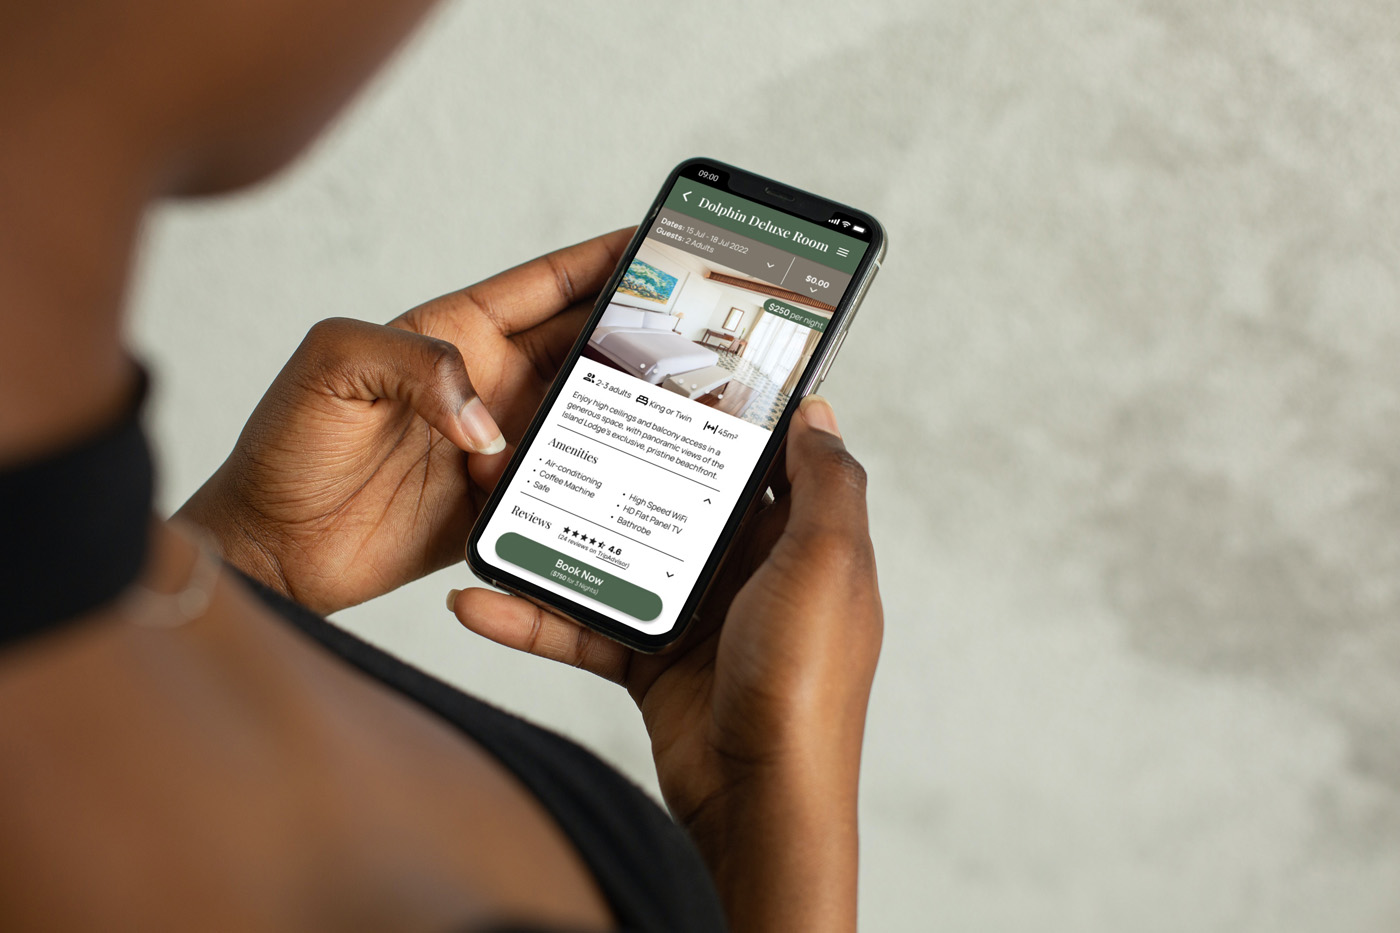 09:00
Dolphin Deluxe Room
Dates: 15 Jul - 18 Jul 2022
Guests: 2 Adults
$0.00
$250 per night
2-3 adults
King or Twin
45m²
Enjoy high ceilings and balcony access in a
generous space, with panoramic views of the
Island Lodge's exclusive, pristine beachfront.
Amenities
• Air-conditioning
• Coffee Machine
• Safe
• High Speed WiFi
• HD Flat Panel TV
• Bathrobe
Reviews
4.6
(24 reviews on TripAdvisor)
Book Now
($750 for 3 Nights)